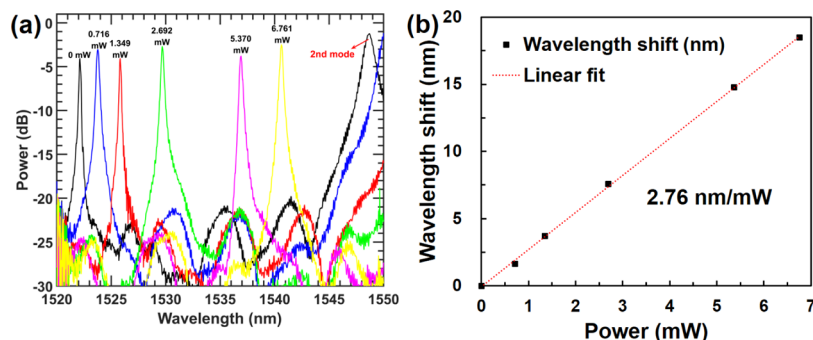 (a)
0
-5
-10
-15
-20
-25
-30
Power (dB)
0 mW
0.716
mW
1.349
mW
2.692
mW
5.370
mW
6.761
mW
2nd mode
1520
1525
1530
1535
1540
1545
1550
Wavelength (nm)
(b)
20
15
10
5
0
Wavelength shift (nm)
Wavelength shift (nm)
Linear fit
2.76 nm/mW
0
1
2
3
4
5
6
7
Power (mW)